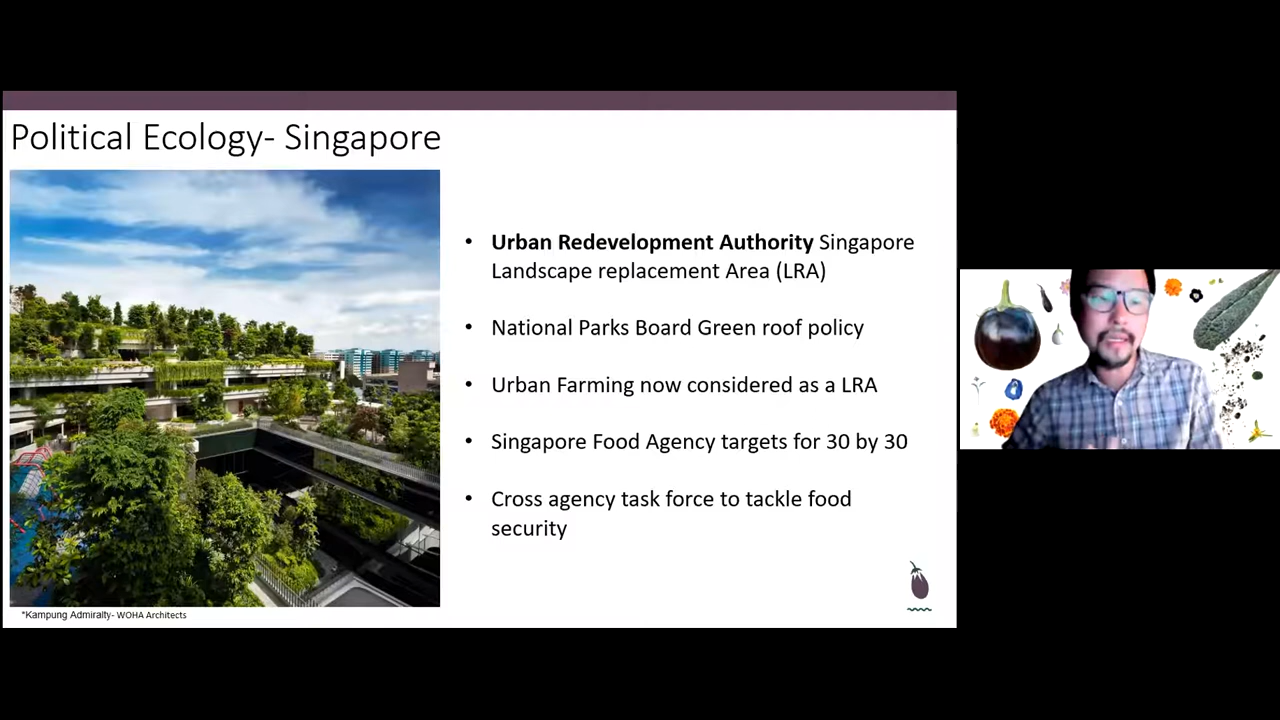 Political Ecology- Singapore
• Urban Redevelopment Authority Singapore
Landscape replacement Area (LRA)
• National Parks Board Green roof policy
• Urban Farming now considered as a LRA
• Singapore Food Agency targets for 30 by 30
• Cross agency task force to tackle food
security
*Kampung Admiralty- WOHA Architects